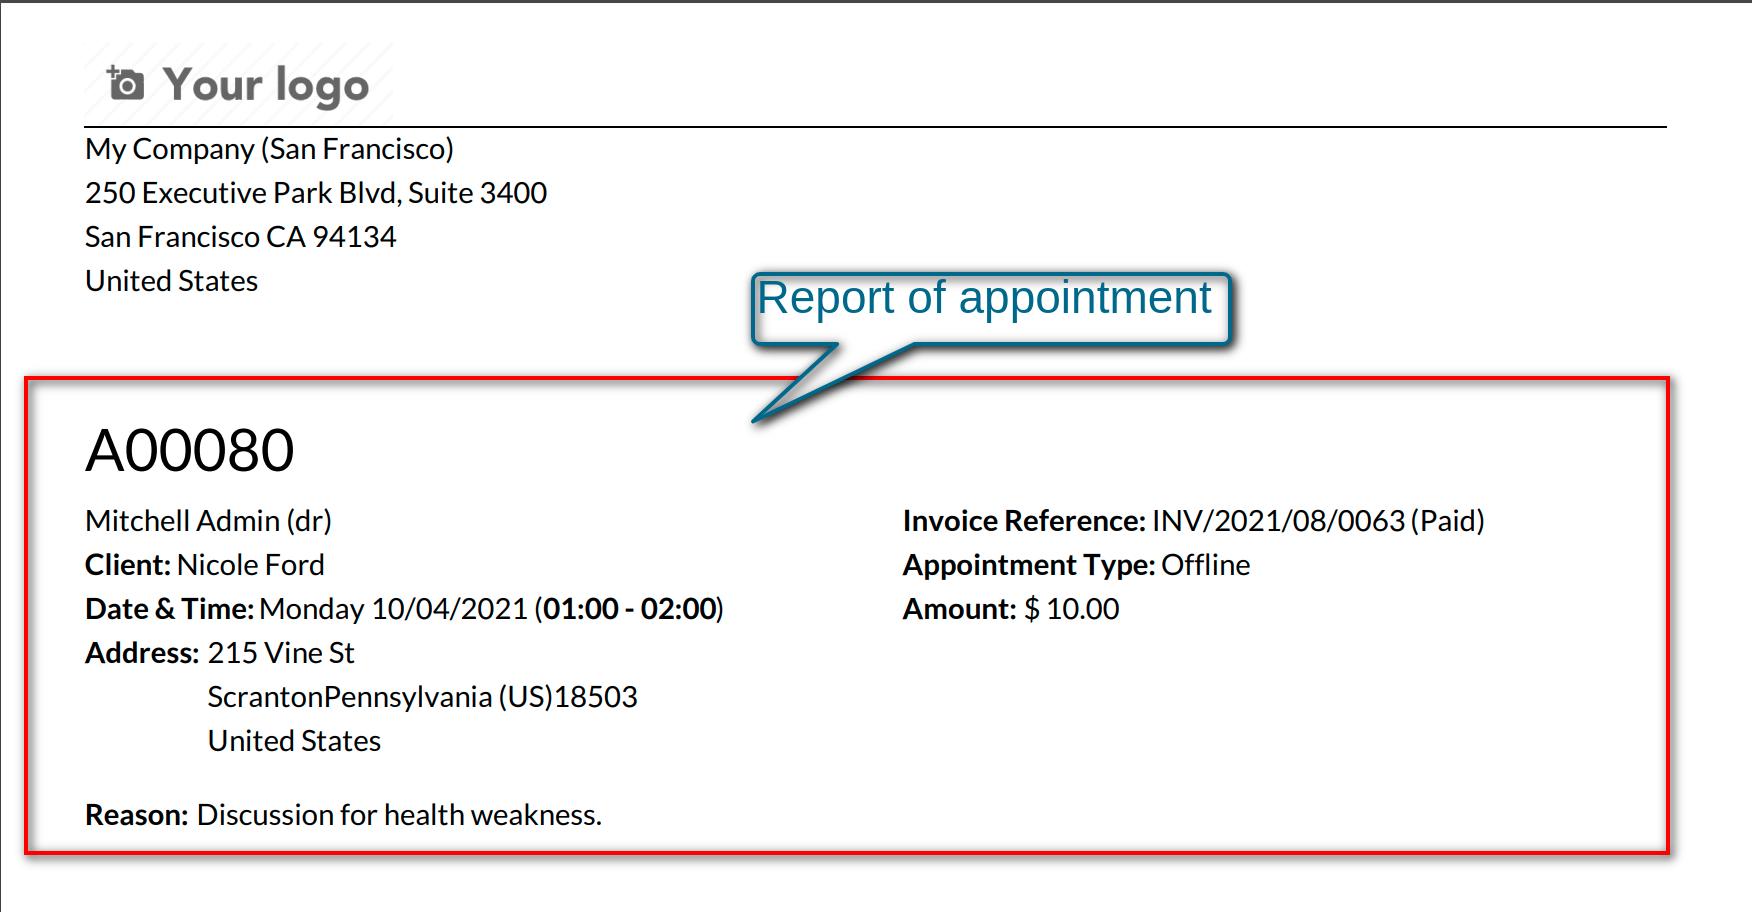 Your logo
My Company (San Francisco)
250 Executive Park Blvd, Suite 3400
San Francisco CA 94134
United States
Report of appointment
A00080
Mitchell Admin (dr)
Client: Nicole Ford
Date & Time: Monday 10/04/2021 (01:00 - 02:00)
Address: 215 Vine St
ScrantonPennsylvania (US)18503
United States
Invoice Reference: INV/2021/08/0063 (Paid)
Appointment Type: Offline
Amount: $ 10.00
Reason: Discussion for health weakness.